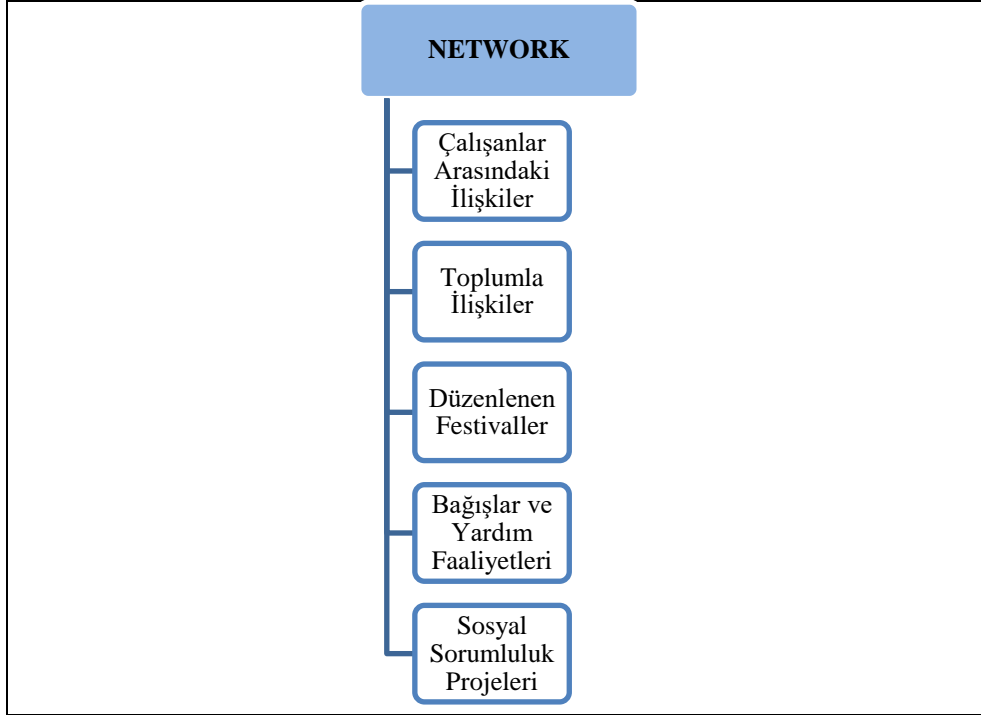 NETWORK
Çalışanlar
Arasındaki
İlişkiler
Toplumla
İlişkiler
Düzenlenen
Festivaller
Bağışlar ve
Yardım
Faaliyetleri
Sosyal
Sorumluluk
Projeleri